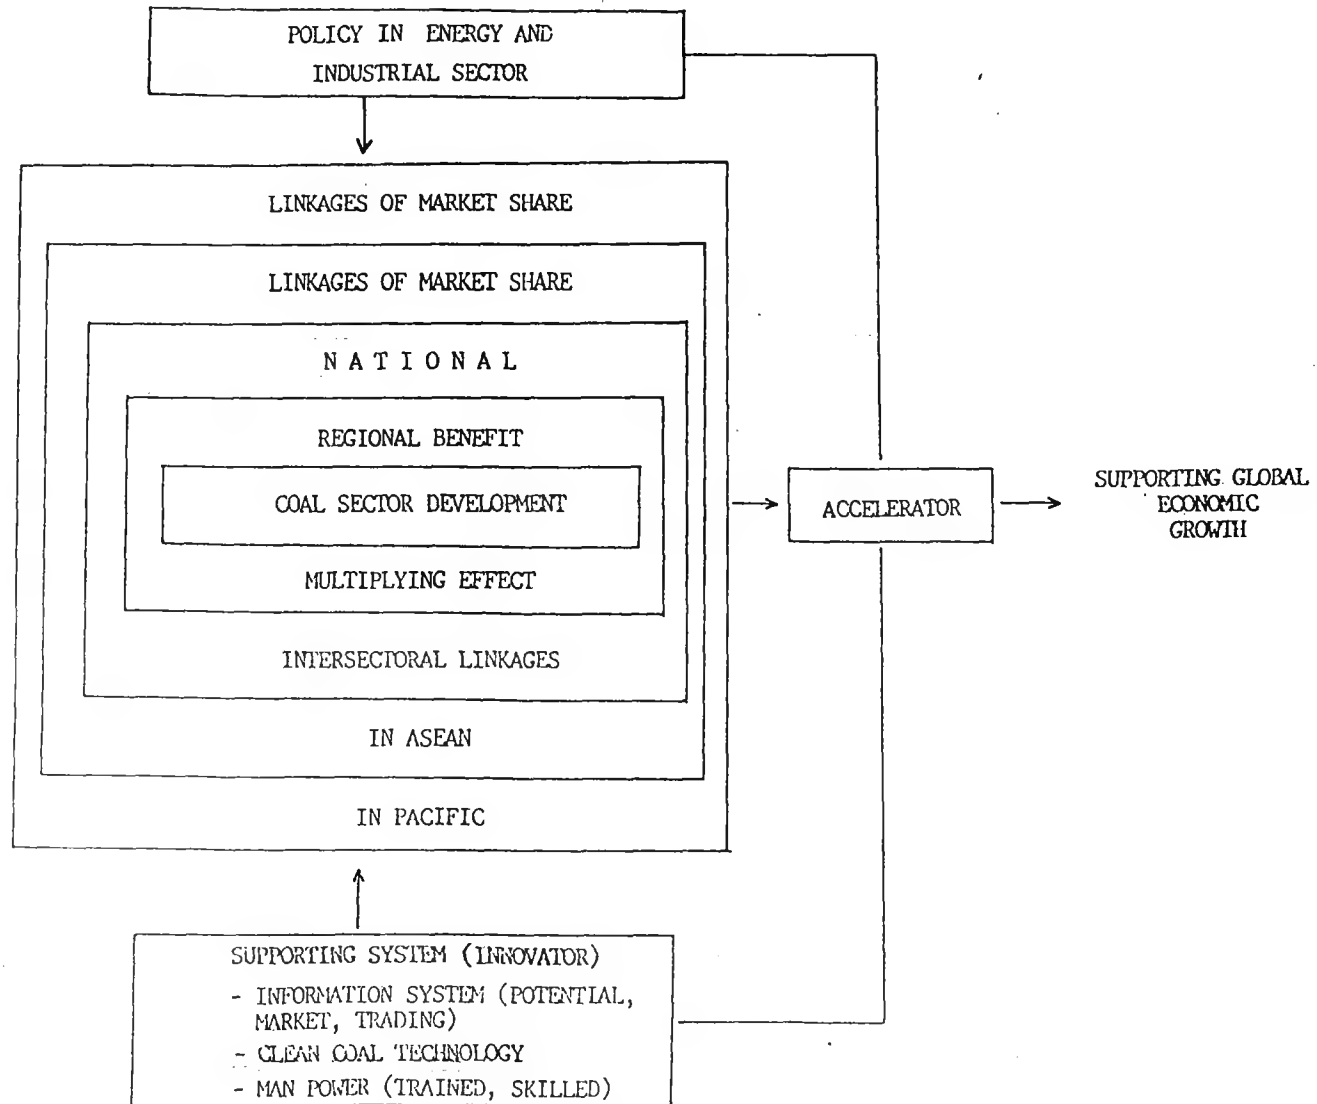 POLICY IN ENERGY AND
INDUSTRIAL SECTOR
LINKAGES OF MARKET SHARE
LINKAGES OF MARKET SHARE
NATIONAL
REGIONAL BENEFIT
COAL SECTOR DEVELOPMENT
MULTIPLYING EFFECT
INTERSECTORAL LINKAGES
IN ASEAN
IN PACIFIC
ACCELERATOR
SUPPORTING GLOBAL
ECONOMIC
GROWTH
SUPPORTING SYSTEM (INNOVATOR)
- INFORMATION SYSTEM (POTENTIAL,
MARKET, TRADING)
- CLEAN COAL TECHNOLOGY
- MAN POWER (TRAINED, SKILLED)